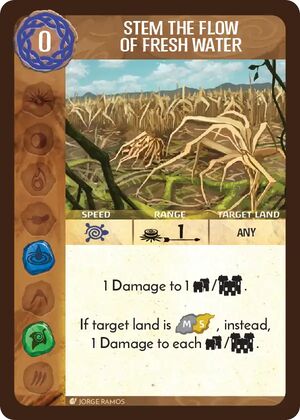 0
STEM THE FLOW
OF FRESH WATER
SPEED RANGE TARGET LAND
1 ANY
1 Damage to 1 / .
If target land is M S , instead,
1 Damage to each / .
JORGE RAMOS